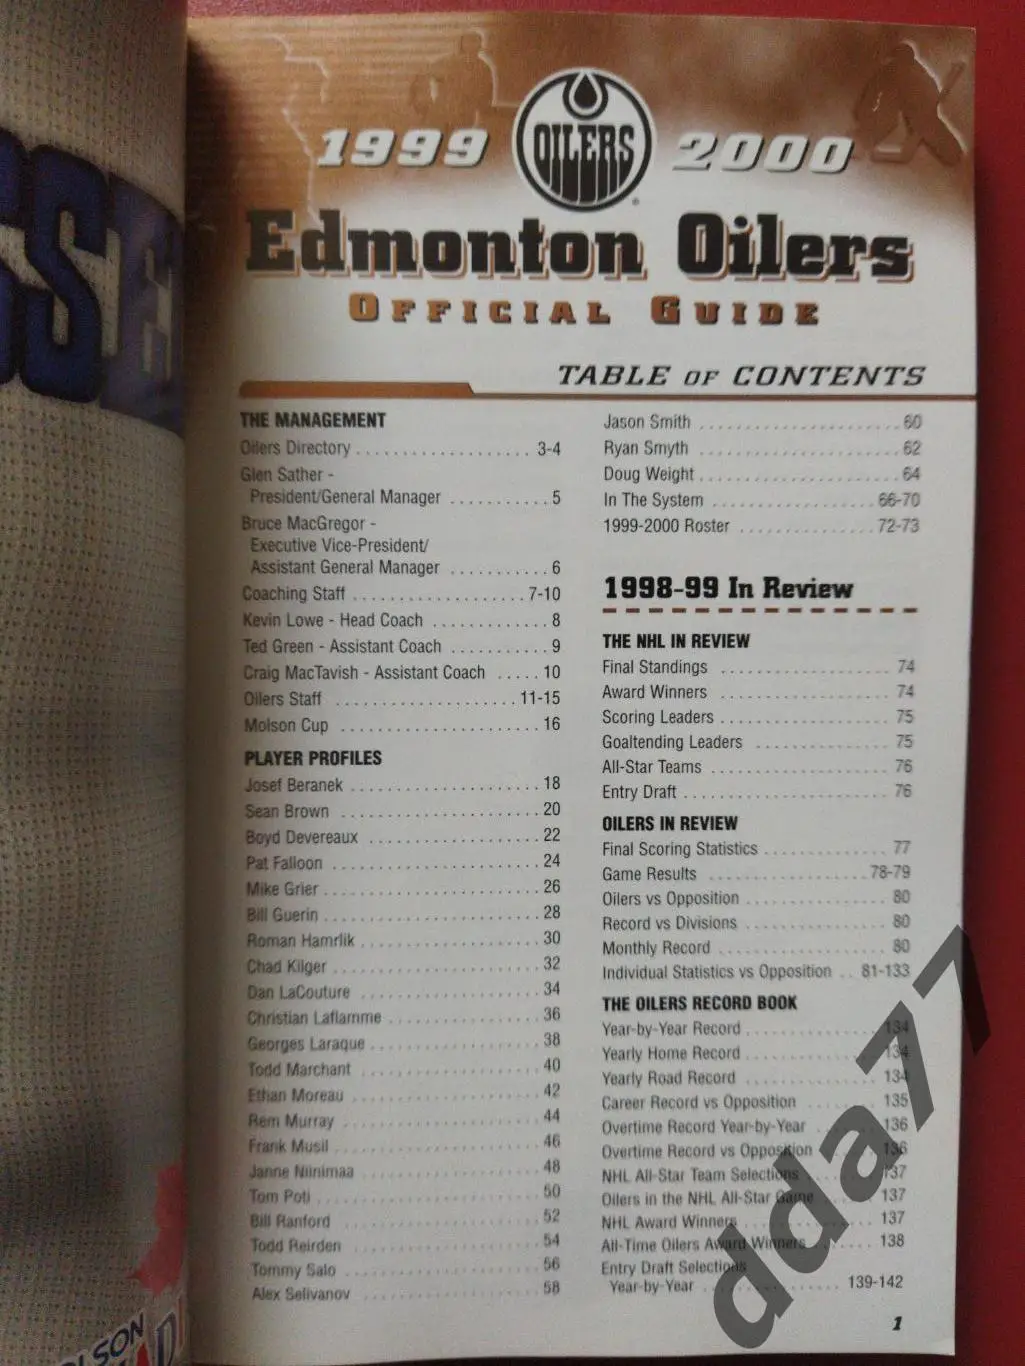 1999
OILERS
2000
Edmonton Oilers
OFFICIAL GUIDE
TABLE OF CONTENTS
THE MANAGEMENT
Oilers Directory 3-4
Glen Sather -
President/General Manager 5
Bruce MacGregor -
Executive Vice-President/
Assistant General Manager 6
Coaching Staff 7-10
Kevin Lowe - Head Coach 8
Ted Green - Assistant Coach 9
Craig MacTavish - Assistant Coach 10
Oilers Staff 11-15
Molson Cup 16
PLAYER PROFILES
Josef Beranek 18
Sean Brown 20
Boyd Devereaux 22
Pat Falloon 24
Mike Grier 26
Bill Guerin 28
Roman Hamrlik 30
Chad Kilger 32
Dan LaCouture 34
Christian Laflamme 36
Georges Laraque 38
Todd Marchant 40
Ethan Moreau 42
Rem Murray 44
Frank Musil 46
Janne Niinimaa 48
Tom Poti 50
Bill Ranford 52
Todd Reirden 54
Tommy Salo 56
Alex Selivanov 58
Jason Smith 60
Ryan Smyth 62
Doug Weight 64
In The System 66-70
1999-2000 Roster 72-73
1998-99 In Review
THE NHL IN REVIEW
Final Standings 74
Award Winners 74
Scoring Leaders 75
Goaltending Leaders 75
All-Star Teams 76
Entry Draft 76
OILERS IN REVIEW
Final Scoring Statistics 77
Game Results 78-79
Oilers vs Opposition 80
Record vs Divisions 80
Monthly Record 80
Individual Statistics vs Opposition 81-133
THE OILERS RECORD BOOK
Year-by-Year Record 134
Yearly Home Record 134
Yearly Road Record 134
Career Record vs Opposition 135
Overtime Record Year-by-Year 136
Overtime Record vs Opposition 136
NHL All-Star Team Selections 137
Oilers in the NHL All-Star Game 137
NHL Award Winners 137
All-Time Oilers Award Winners 138
Entry Draft Selections
Year-by-Year 139-142
1
dda77